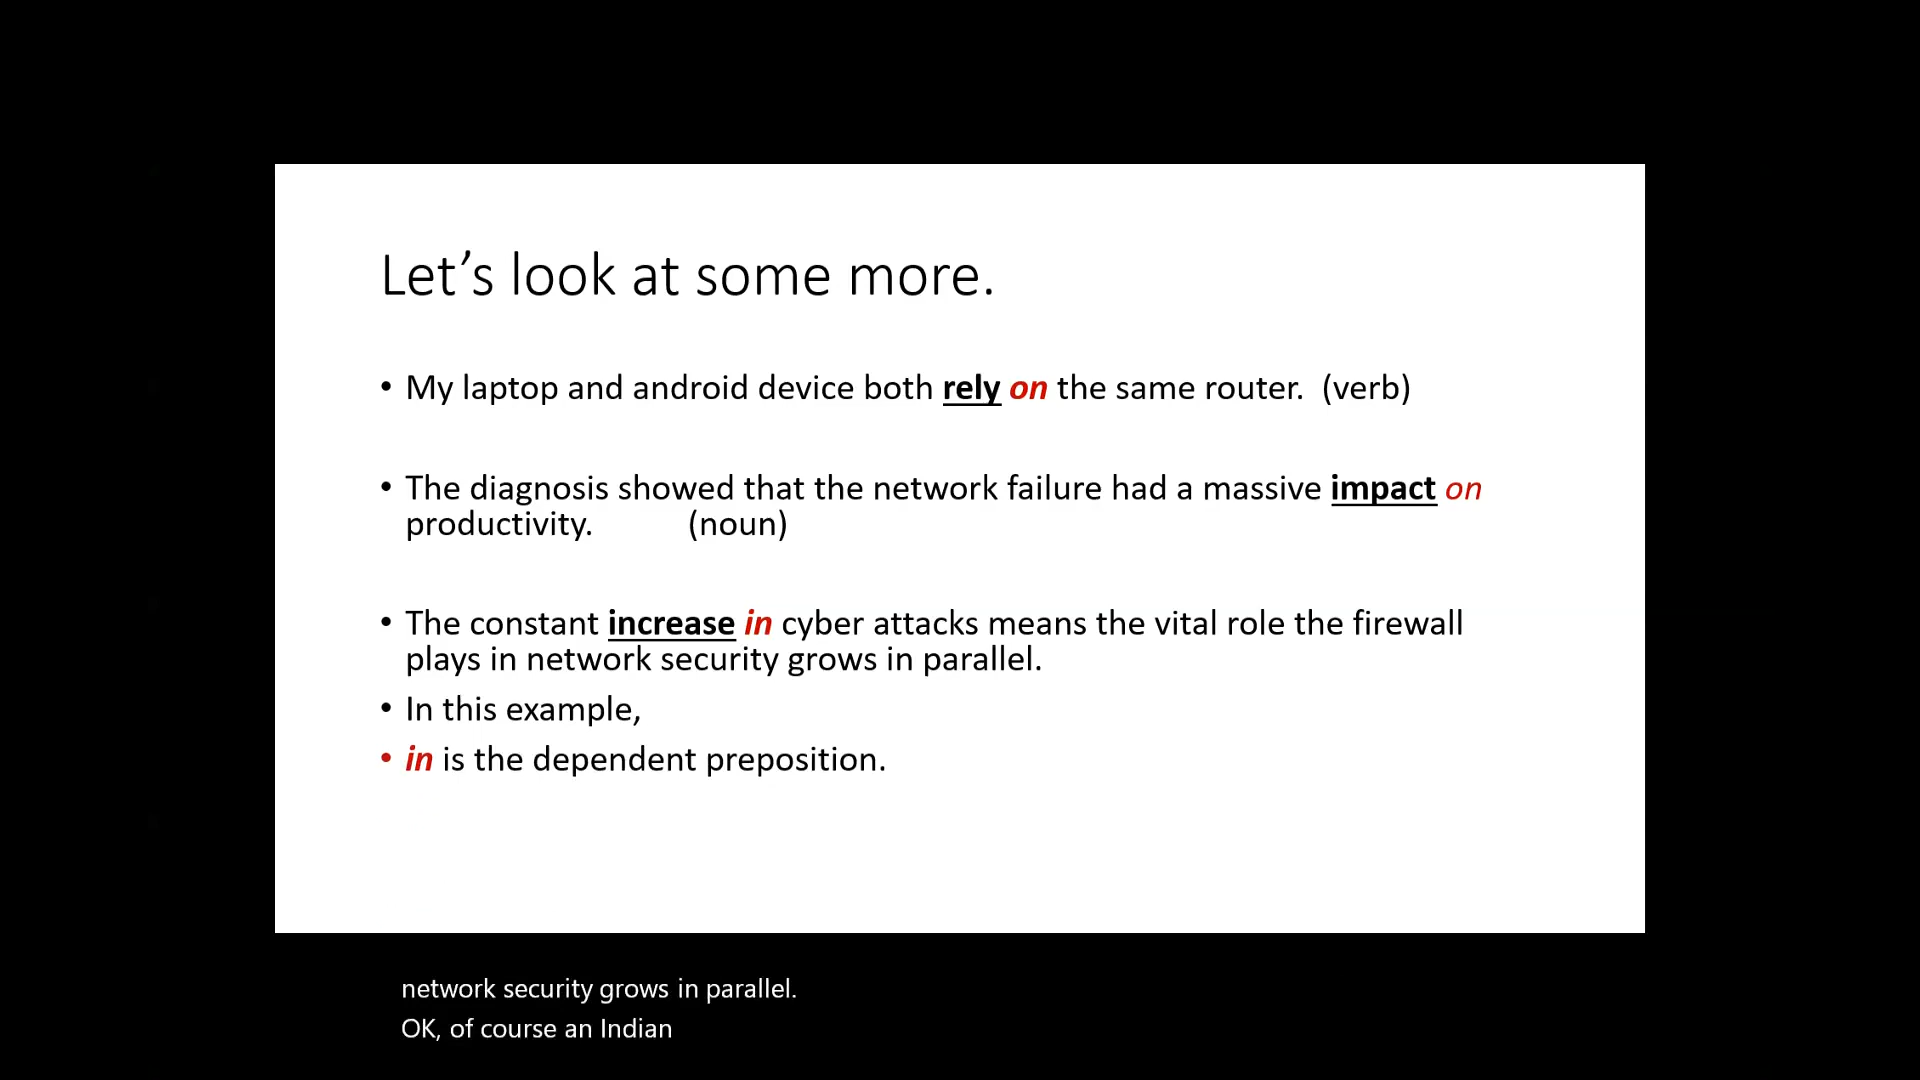 Let’s look at some more.
• My laptop and android device both rely on the same router. (verb)
• The diagnosis showed that the network failure had a massive impact on
productivity. (noun)
• The constant increase in cyber attacks means the vital role the firewall
plays in network security grows in parallel.
• In this example,
• in is the dependent preposition.
network security grows in parallel.
OK, of course an Indian